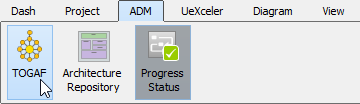 Dash Project ADM UeXceler Diagram View
TOGAF Architecture Repository Progress Status